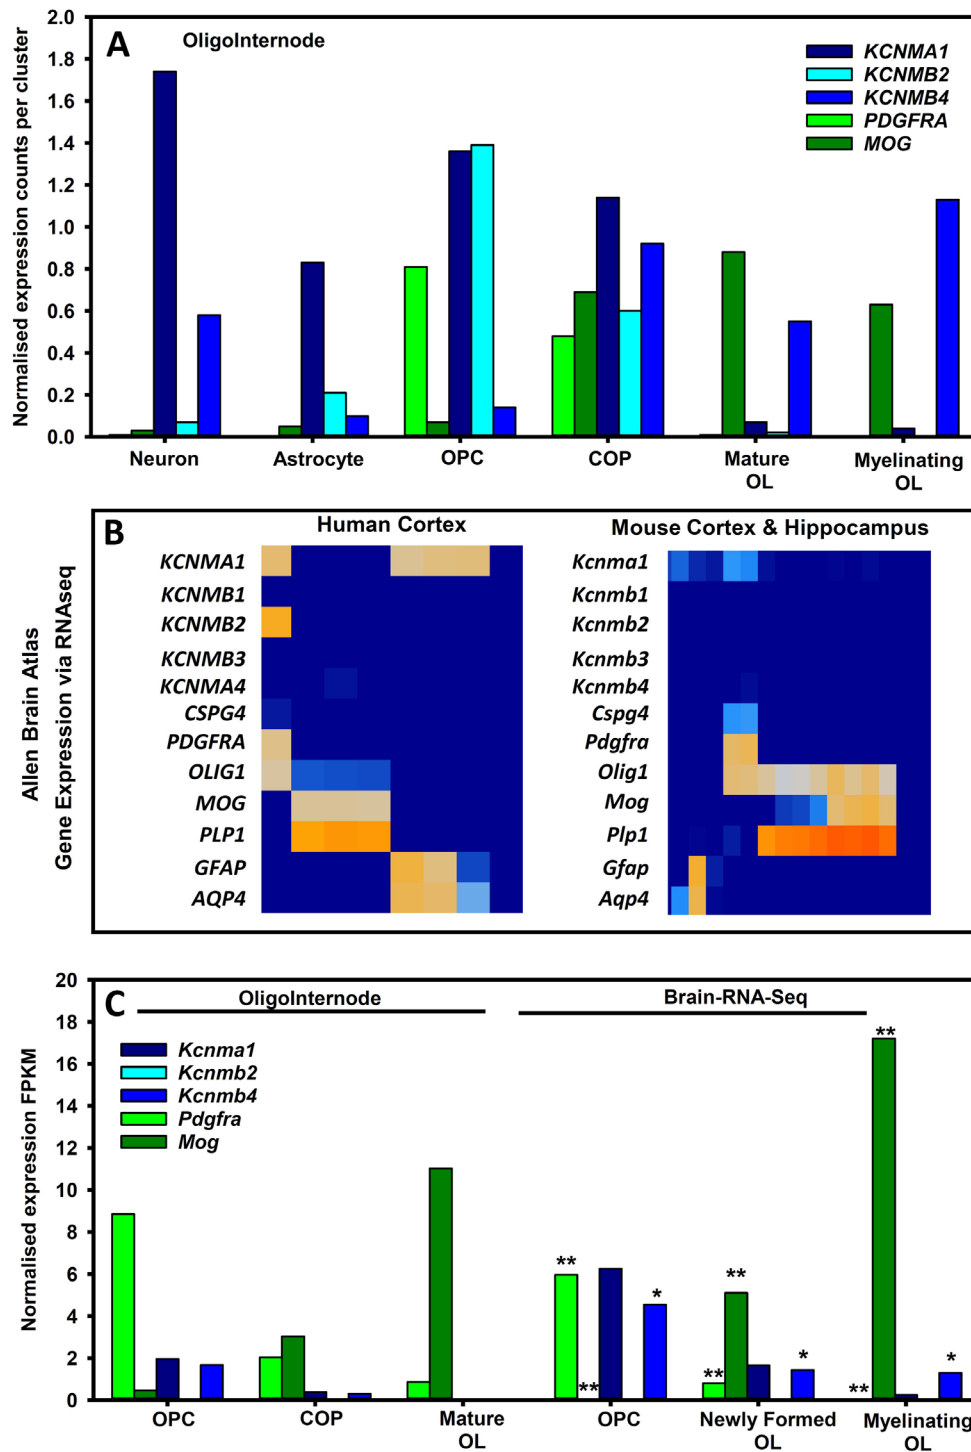 A
OligoInternode
KCNMA1
KCNMB2
KCNMB4
PDGFRA
MOG
Normalised expression counts per cluster
2.0
1.8
1.6
1.4
1.2
1.0
0.8
0.6
0.4
0.2
0.0
Neuron
Astrocyte
OPC
COP
Mature
OL
Myelinating
OL
B
Human Cortex
Mouse Cortex & Hippocampus
Allen Brain Atlas
Gene Expression via RNAseq
KCNMA1
KCNMB1
KCNMB2
KCNMB3
KCNMA4
CSPG4
PDGFRA
OLIG1
MOG
PLP1
GFAP
AQP4
Kcnma1
Kcnmb1
Kcnmb2
Kcnmb3
Kcnmb4
Cspg4
Pdgfra
Olig1
Mog
Plp1
Gfap
Aqp4
C
OligoInternode
Brain-RNA-Seq
Kcnma1
Kcnmb2
Kcnmb4
Pdgfra
Mog
Normalised expression FPKM
20
18
16
14
12
10
8
6
4
2
0
**
**
*
**
**
*
**
**
*
OPC
COP
Mature
OL
OPC
Newly Formed
OL
Myelinating
OL